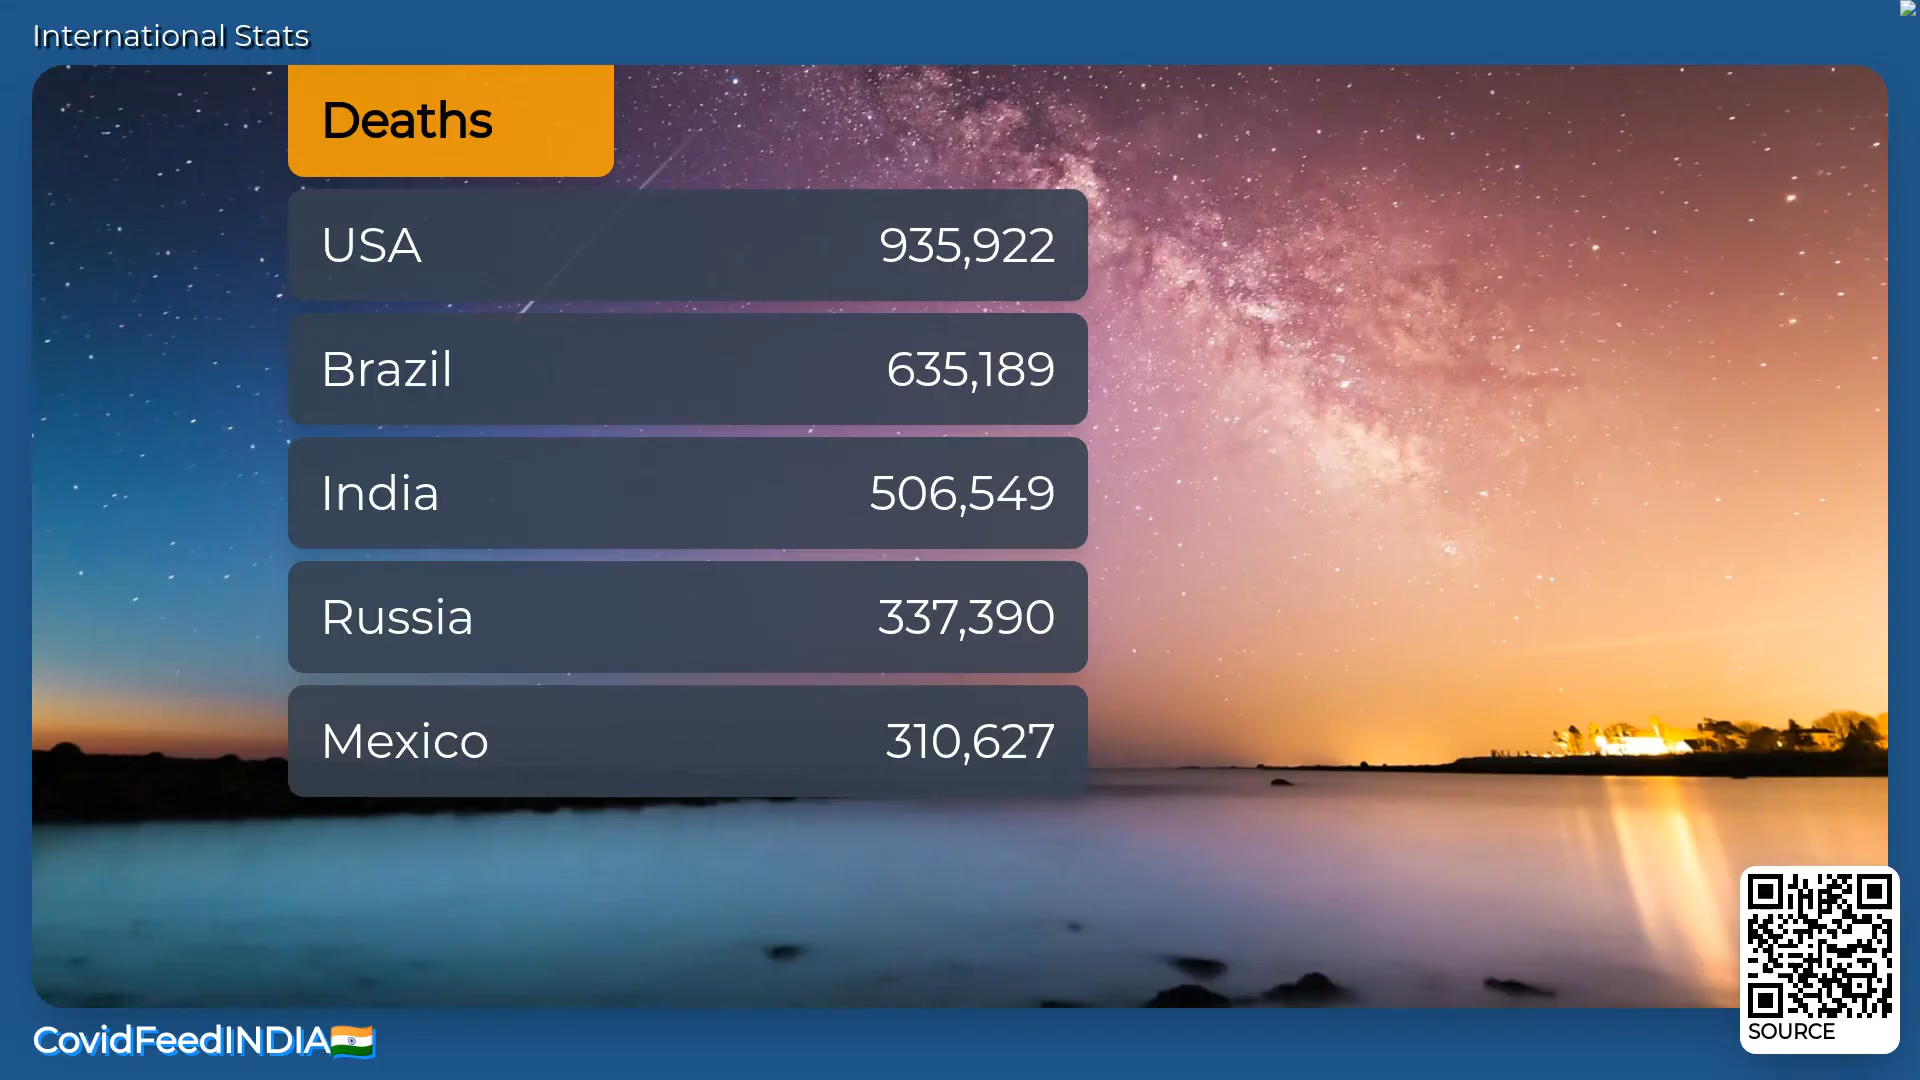 International Stats
Deaths
USA 935,922
Brazil 635,189
India 506,549
Russia 337,390
Mexico 310,627
SOURCE
CovidFeedINDIA🇮🇳